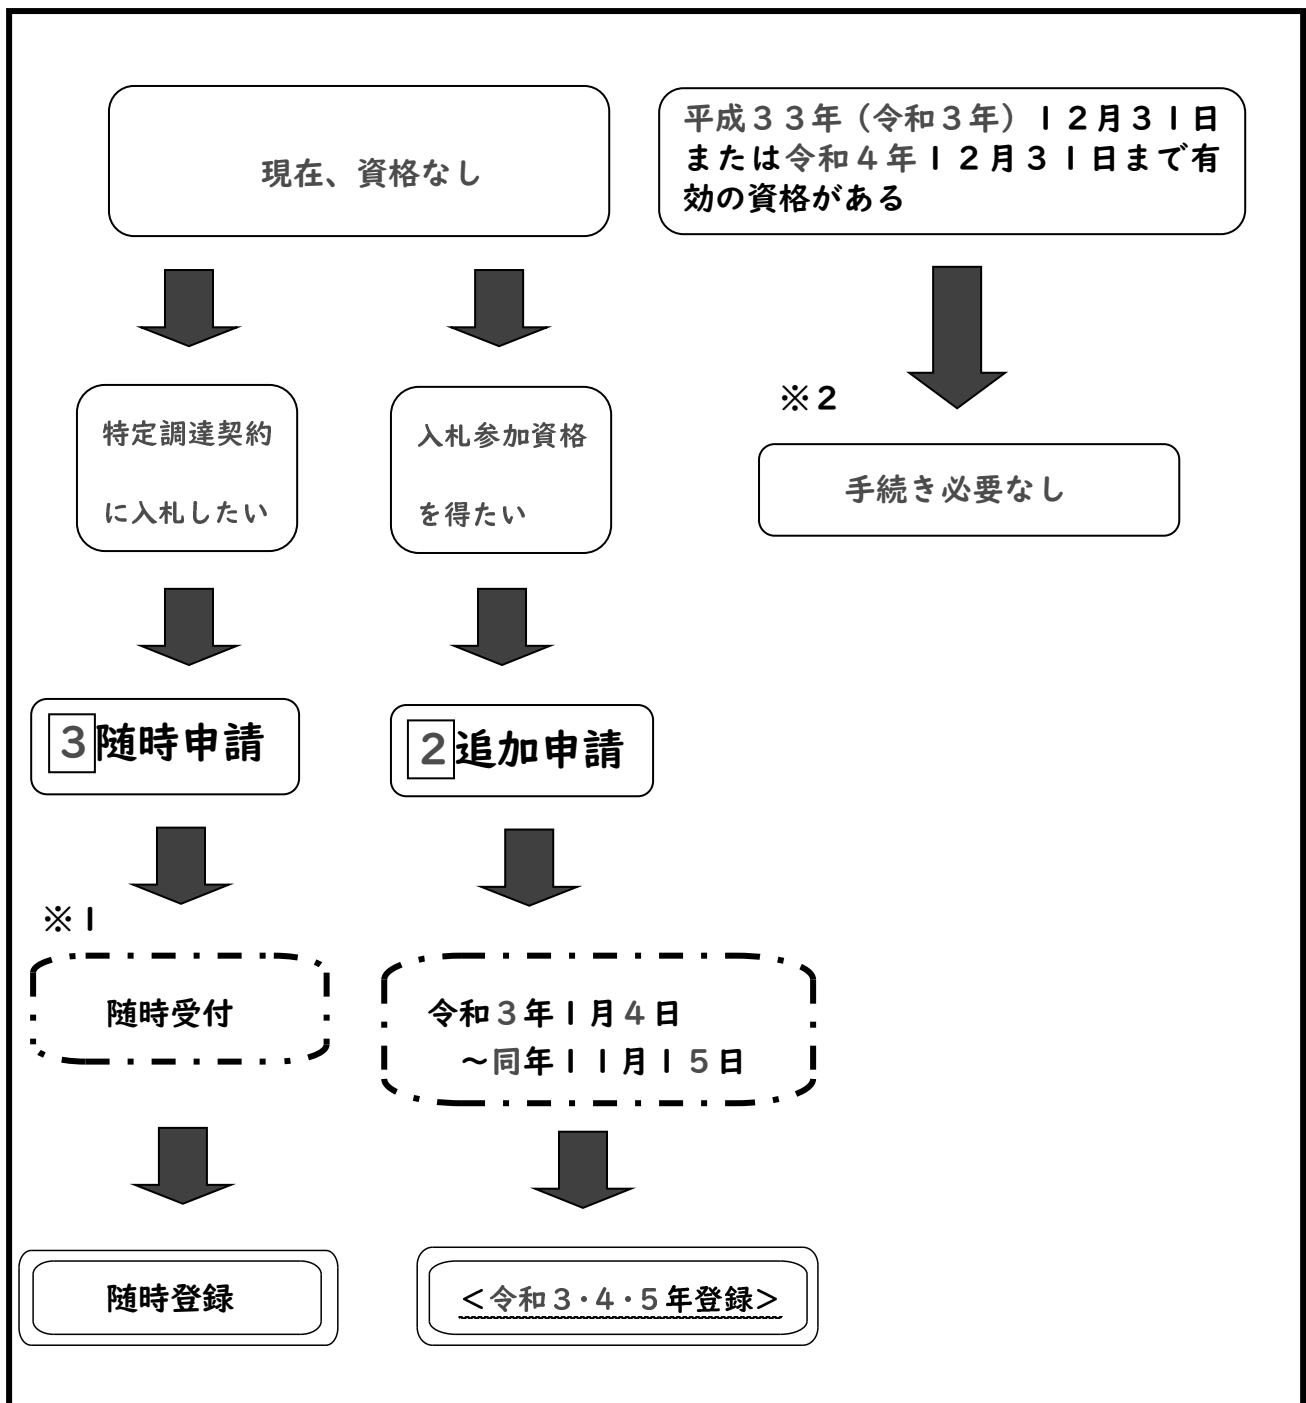 現在、資格なし
平成３３年（令和３年）１２月３１日
または令和４年１２月３１日まで有
効の資格がある
特定調達契約
に入札したい
入札参加資格
を得たい
※２
手続き必要なし
３随時申請
２追加申請
※１
随時受付
令和３年１月４日
～同年１１月１５日
随時登録
＜令和３・４・５年登録＞